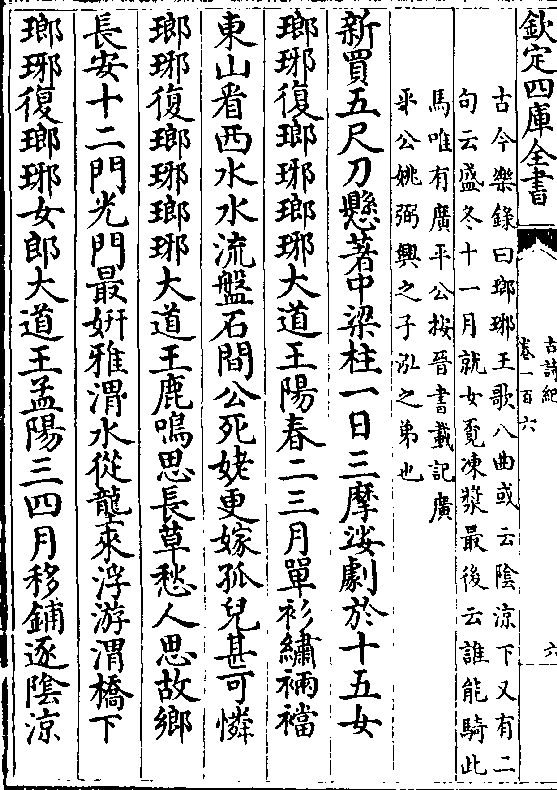 欽定四庫全書
古詩紀
卷一百六
六
古今樂錄曰瑯琊王歌八曲或云陰涼下又有二
句云盛冬十一月就女覓凍漿最後云誰能騎此
馬唯有廣平公按晉書載記廣
平公姚弼興之子泓之弟也
新買五尺刀懸著中梁柱一日三摩娑劇於十五女
瑯琊復瑯琊瑯琊大道王陽春二三月單衫繡裲襠
東山看西水水流盤石間公死姥更嫁孤兒甚可憐
瑯琊復瑯琊瑯琊大道王鹿鳴思長草愁人思故鄉
長安十二門光門最妍雅渭水從壟來浮游渭橋下
瑯琊復瑯琊女郎大道王孟陽三四月移鋪逐陰涼